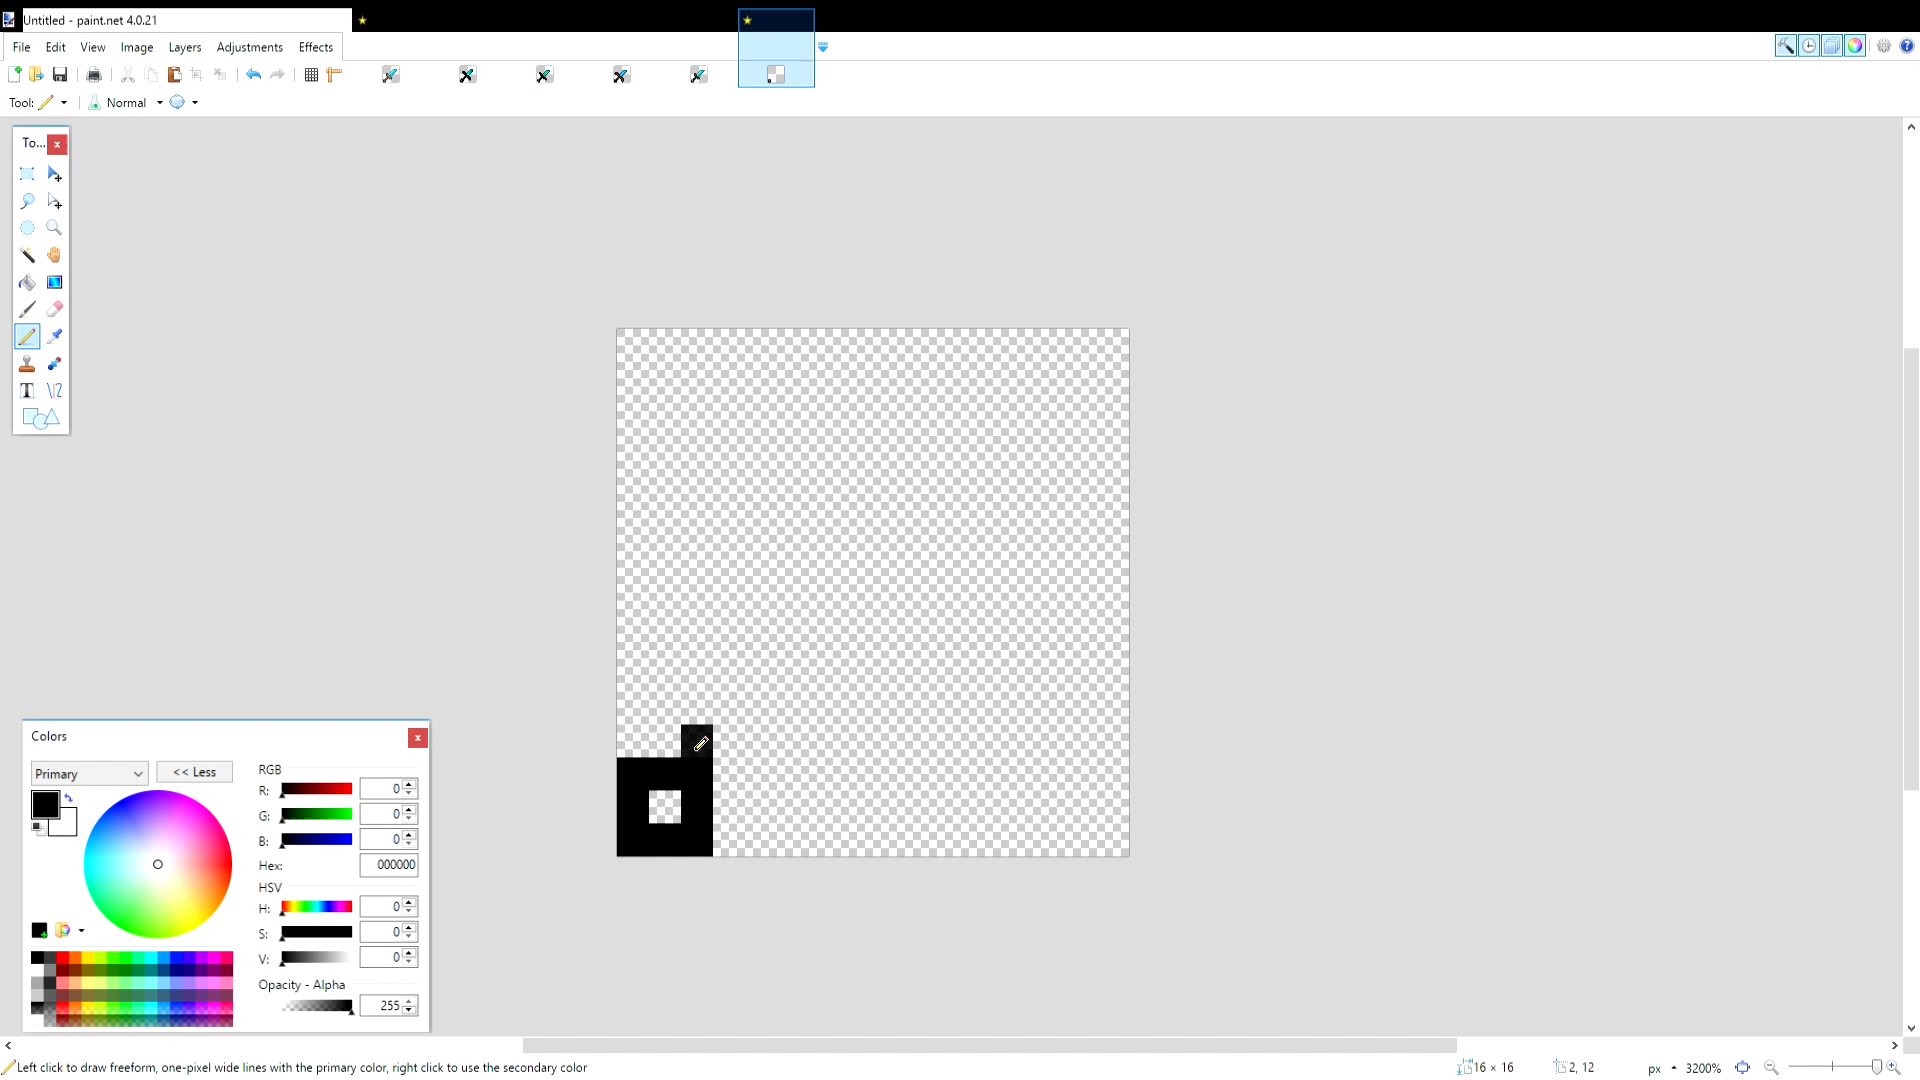 Untitled - paint.net 4.0.21
File Edit View Image Layers Adjustments Effects
Tool: Normal
To...
Colors
Primary << Less
RGB
R: 0
G: 0
B: 0
Hex: 000000
HSV
H: 0
S: 0
V: 0
Opacity - Alpha
255
Left click to draw freeform, one-pixel wide lines with the primary color, right click to use the secondary color 16 × 16 2, 12 px 3200%